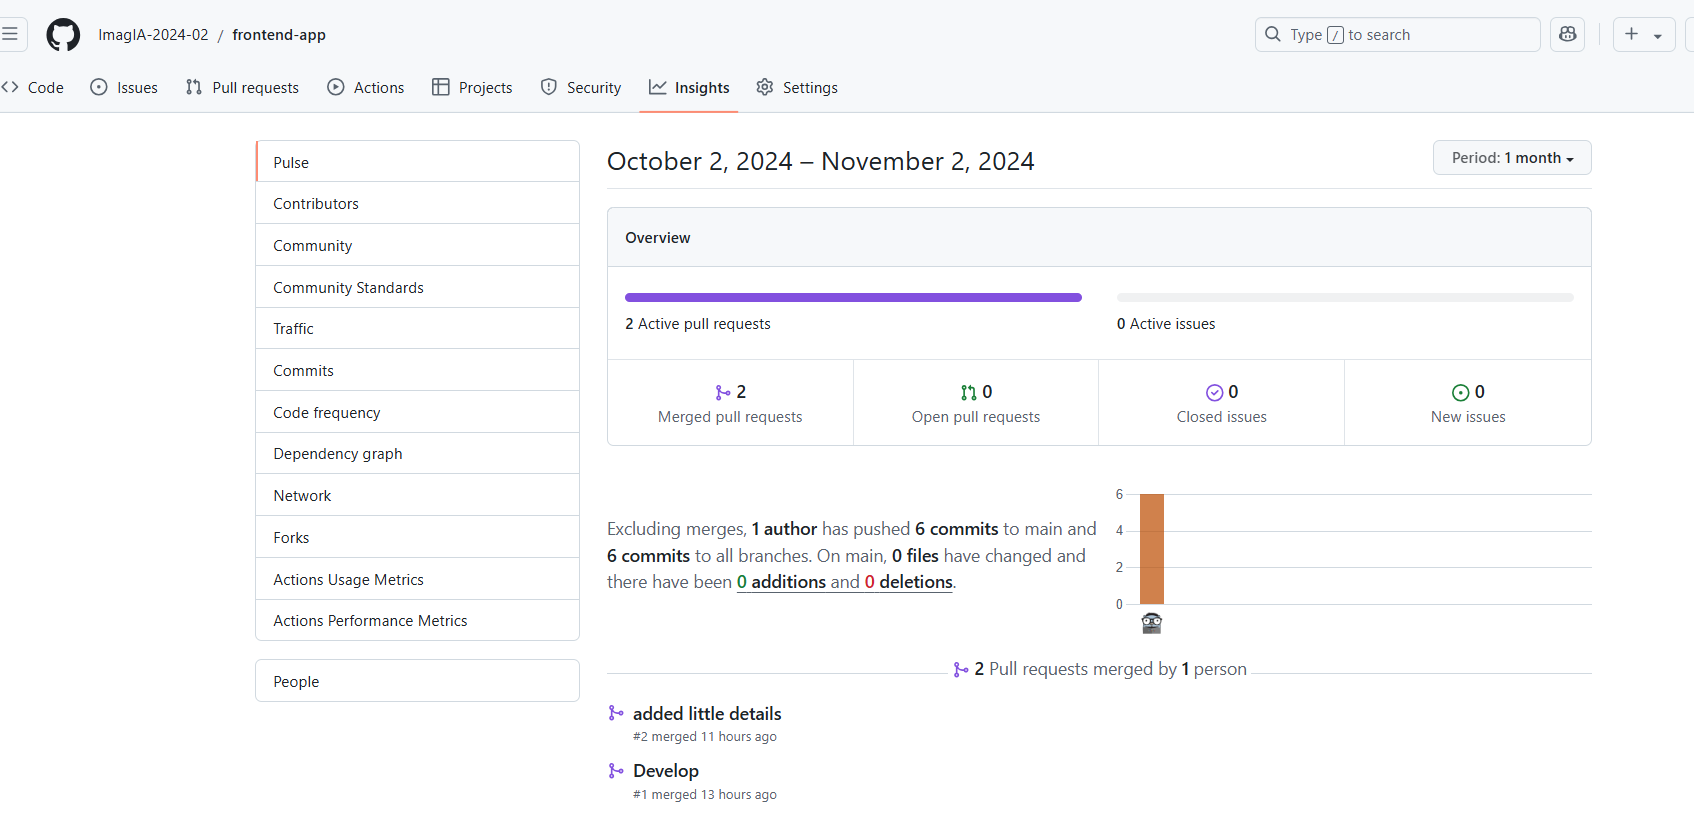 ImagIA-2024-02 / frontend-app
Type / to search
Code Issues Pull requests Actions Projects Security Insights Settings
Pulse
Contributors
Community
Community Standards
Traffic
Commits
Code frequency
Dependency graph
Network
Forks
Actions Usage Metrics
Actions Performance Metrics
People
October 2, 2024 – November 2, 2024
Period: 1 month
Overview
2 Active pull requests
0 Active issues
2
Merged pull requests
0
Open pull requests
0
Closed issues
0
New issues
Excluding merges, 1 author has pushed 6 commits to main and
6 commits to all branches. On main, 0 files have changed and
there have been 0 additions and 0 deletions.
6
4
2
0
2 Pull requests merged by 1 person
added little details
#2 merged 11 hours ago
Develop
#1 merged 13 hours ago